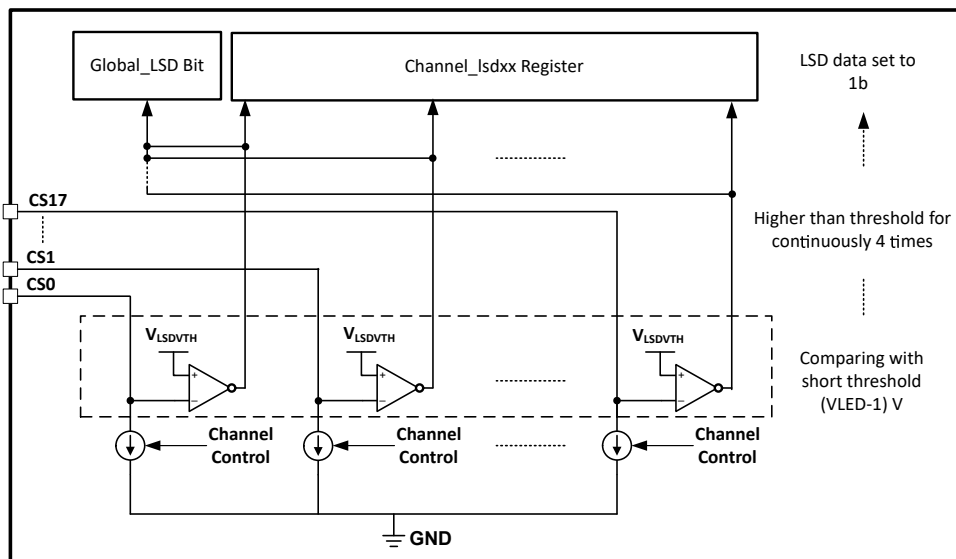 Global_LSD Bit
Channel_lsdxx Register
LSD data set to
1b
CS17
Higher than threshold for
continuously 4 times
CS1
CS0
VLSDVTH
VLSDVTH
VLSDVTH
+
−
+
−
+
−
Comparing with
short threshold
(VLED-1) V
Channel
Control
Channel
Control
Channel
Control
GND